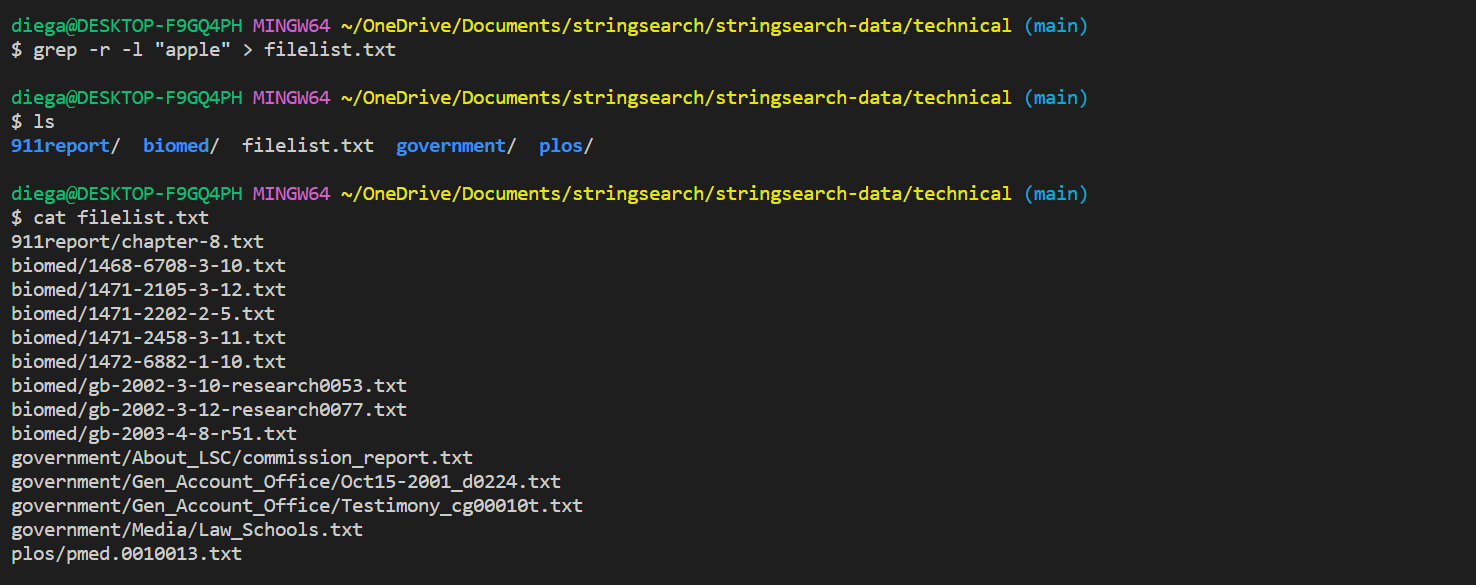 diega@DESKTOP-F9GQ4PH MINGW64 ~/OneDrive/Documents/stringsearch/stringsearch-data/technical (main)
$ grep -r -l "apple" > filelist.txt
diega@DESKTOP-F9GQ4PH MINGW64 ~/OneDrive/Documents/stringsearch/stringsearch-data/technical (main)
$ ls
911report/  biomed/  filelist.txt  government/  plos/
diega@DESKTOP-F9GQ4PH MINGW64 ~/OneDrive/Documents/stringsearch/stringsearch-data/technical (main)
$ cat filelist.txt
911report/chapter-8.txt
biomed/1468-6708-3-10.txt
biomed/1471-2105-3-12.txt
biomed/1471-2202-2-5.txt
biomed/1471-2458-3-11.txt
biomed/1472-6882-1-10.txt
biomed/gb-2002-3-10-research0053.txt
biomed/gb-2002-3-12-research0077.txt
biomed/gb-2003-4-8-r51.txt
government/About_LSC/commission_report.txt
government/Gen_Account_Office/Oct15-2001_d0224.txt
government/Gen_Account_Office/Testimony_cg00010t.txt
government/Media/Law_Schools.txt
plos/pmed.0010013.txt